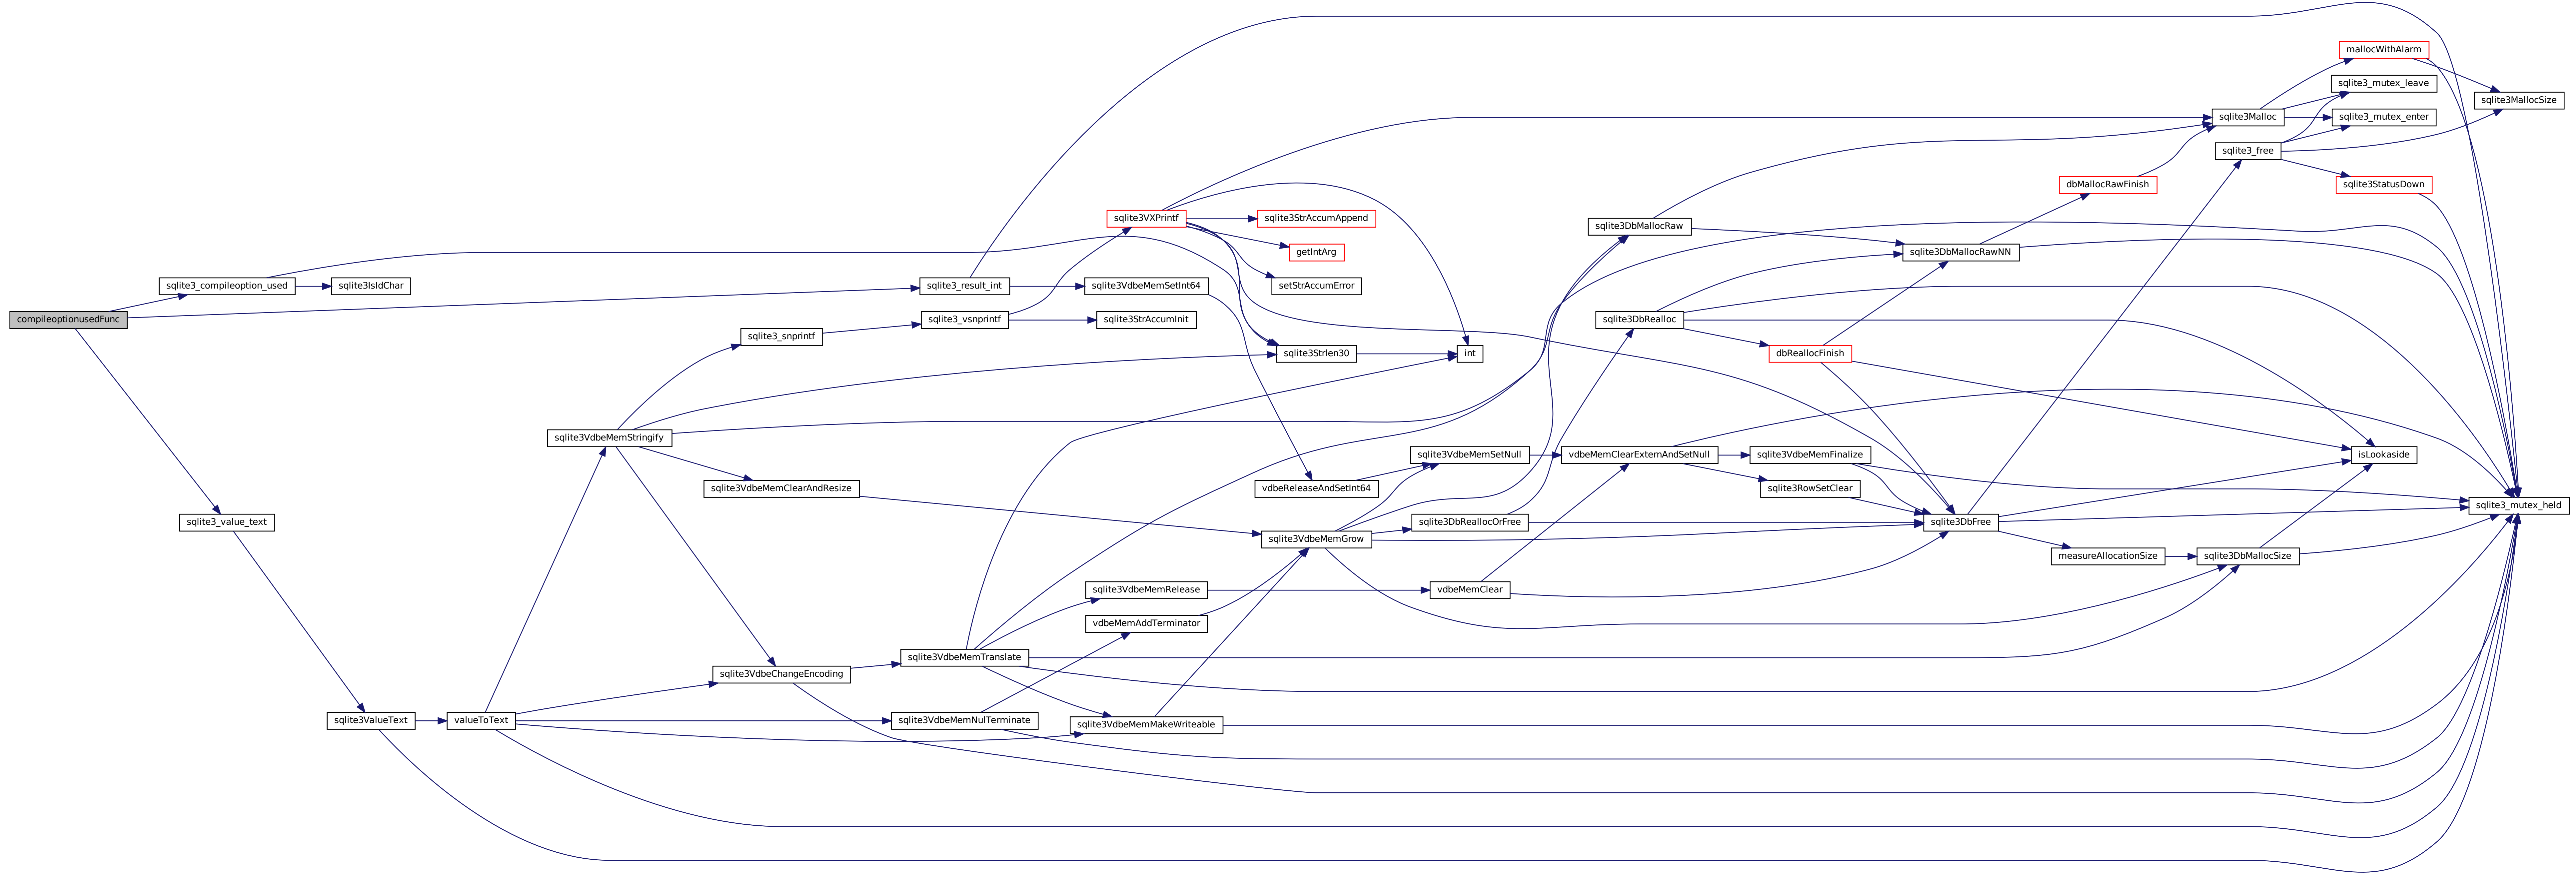 compileoptionusedFunc
sqlite3_compileoption_used
sqlite3IsIdChar
sqlite3_value_text
sqlite3ValueText
valueToText
sqlite3VdbeMemStringify
sqlite3_snprintf
sqlite3VdbeMemClearAndResize
sqlite3VdbeChangeEncoding
sqlite3_result_int
sqlite3_vsnprintf
sqlite3VdbeMemTranslate
sqlite3VdbeMemNulTerminate
sqlite3VXPrintf
sqlite3VdbeMemSetInt64
sqlite3StrAccumInit
sqlite3VdbeMemRelease
vdbeMemAddTerminator
sqlite3VdbeMemMakeWriteable
sqlite3StrAccumAppend
getIntArg
setStrAccumError
sqlite3Strlen30
vdbeReleaseAndSetInt64
sqlite3VdbeMemGrow
int
sqlite3VdbeMemSetNull
sqlite3DbReallocOrFree
vdbeMemClear
sqlite3DbMallocRaw
sqlite3DbRealloc
vdbeMemClearExternAndSetNull
dbReallocFinish
sqlite3VdbeMemFinalize
sqlite3RowSetClear
sqlite3DbMallocRawNN
sqlite3DbFree
dbMallocRawFinish
measureAllocationSize
sqlite3Malloc
sqlite3_free
sqlite3DbMallocSize
mallocWithAlarm
sqlite3_mutex_leave
sqlite3_mutex_enter
sqlite3StatusDown
isLookaside
sqlite3MallocSize
sqlite3_mutex_held